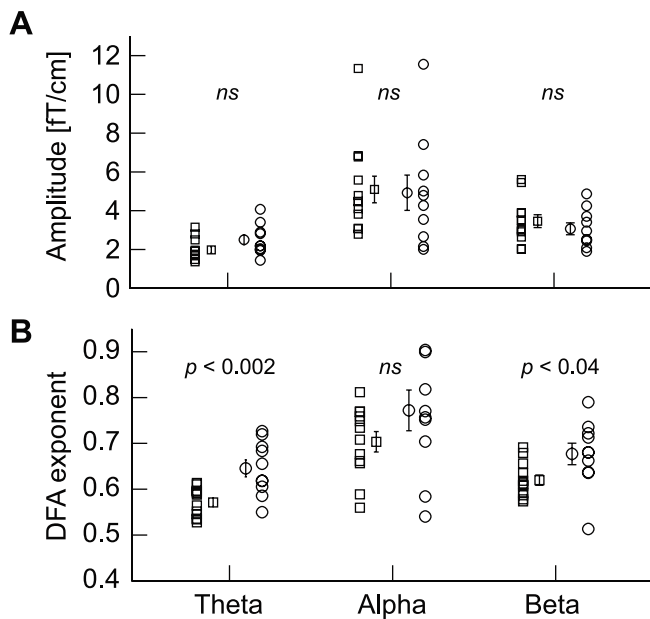 A
Amplitude [fT/cm]
12
10
8
6
4
2
0
ns
ns
ns
B
DFA exponent
0.9
0.8
0.7
0.6
0.5
0.4
p < 0.002
ns
p < 0.04
Theta
Alpha
Beta